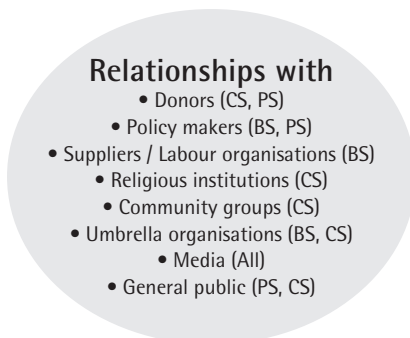 Relationships with
• Donors (CS, PS)
• Policy makers (BS, PS)
• Suppliers / Labour organisations (BS)
• Religious institutions (CS)
• Community groups (CS)
• Umbrella organisations (BS, CS)
• Media (All)
• General public (PS, CS)